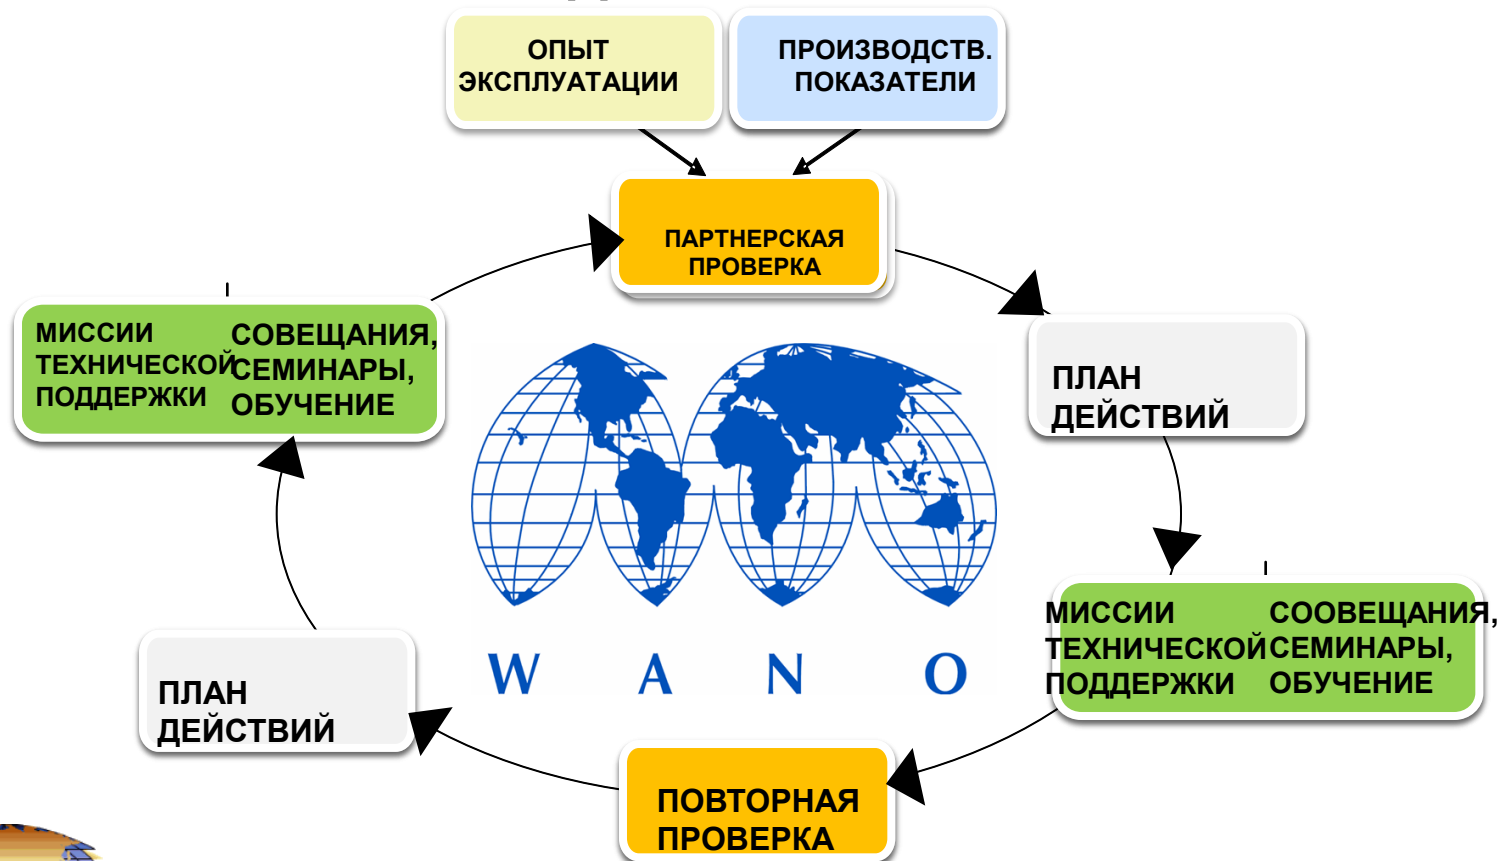 ОПЫТ
ЭКСПЛУАТАЦИИ
ПРОИЗВОДСТВ.
ПОКАЗАТЕЛИ
ПАРТНЕРСКАЯ
ПРОВЕРКА
МИССИИ
ТЕХНИЧЕСКОЙ
ПОДДЕРЖКИ
СОВЕЩАНИЯ,
СЕМИНАРЫ,
ОБУЧЕНИЕ
ПЛАН
ДЕЙСТВИЙ
МИССИИ
ТЕХНИЧЕСКОЙ
ПОДДЕРЖКИ
СООВЕЩАНИЯ,
СЕМИНАРЫ,
ОБУЧЕНИЕ
W A N O
ПЛАН
ДЕЙСТВИЙ
ПОВТОРНАЯ
ПРОВЕРКА